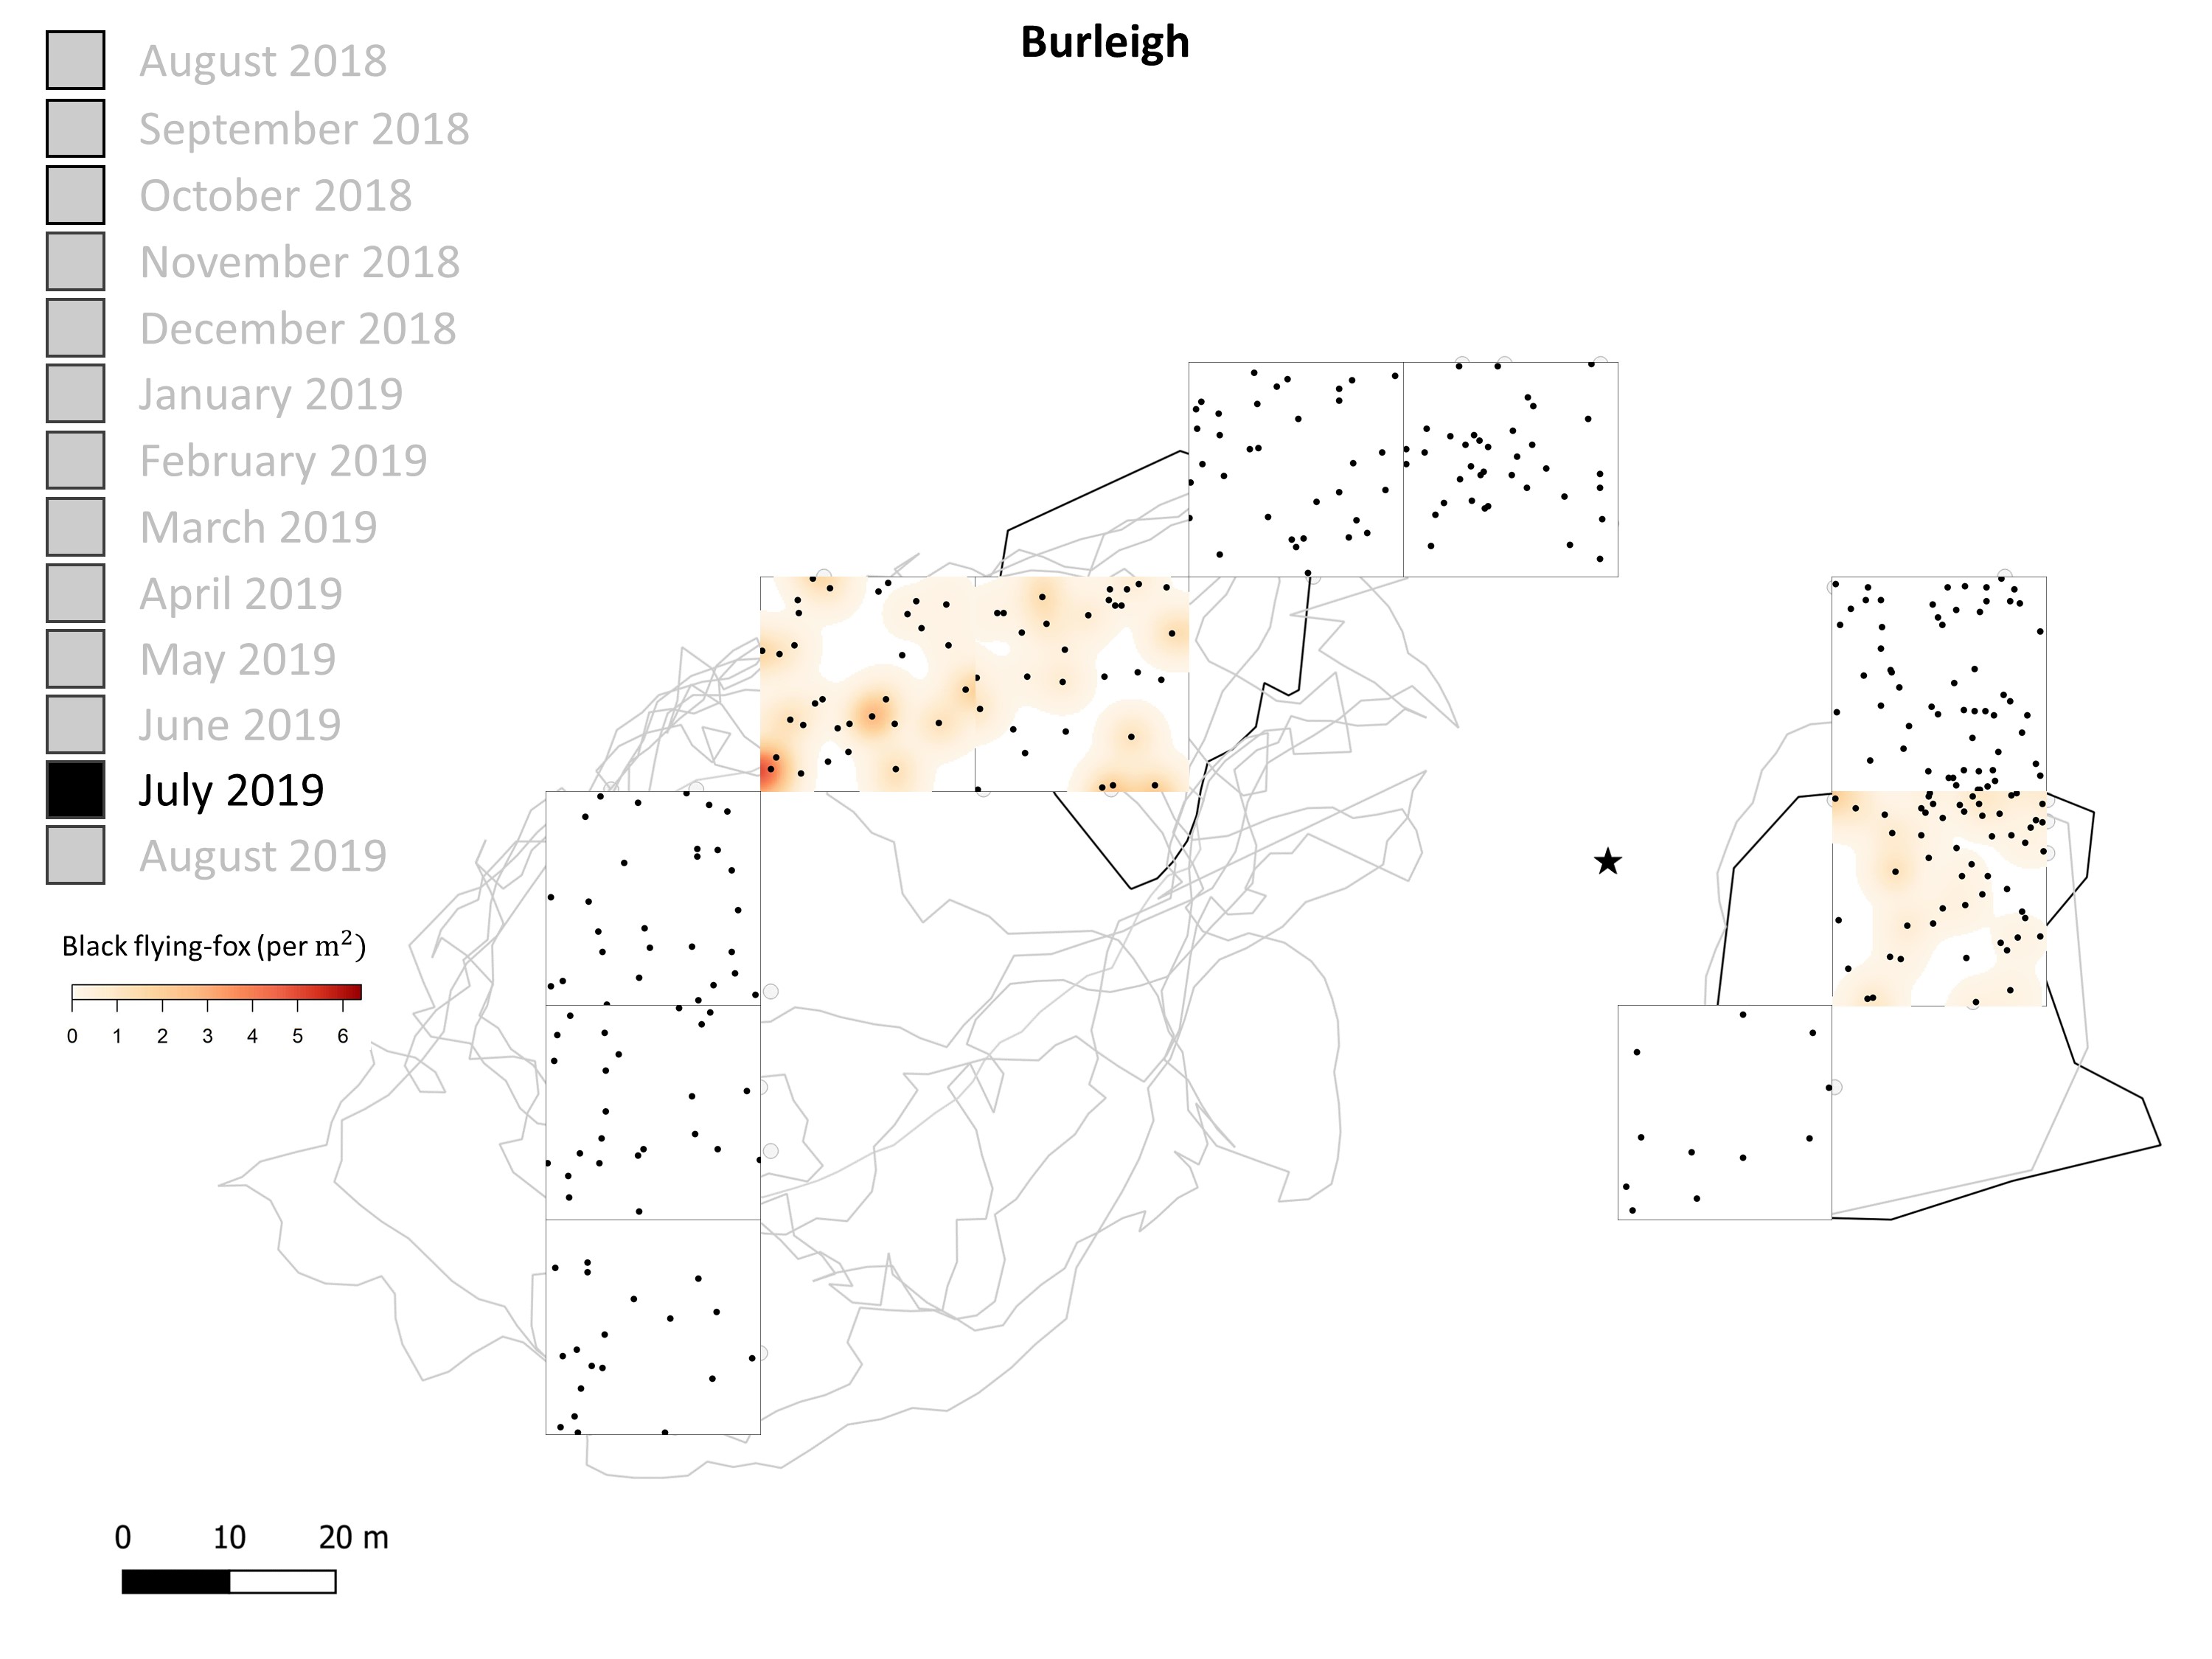 Burleigh
August 2018
September 2018
October 2018
November 2018
December 2018
January 2019
February 2019
March 2019
April 2019
May 2019
June 2019
July 2019
August 2019
Black flying-fox (per m²)
0 1 2 3 4 5 6
0 10 20 m